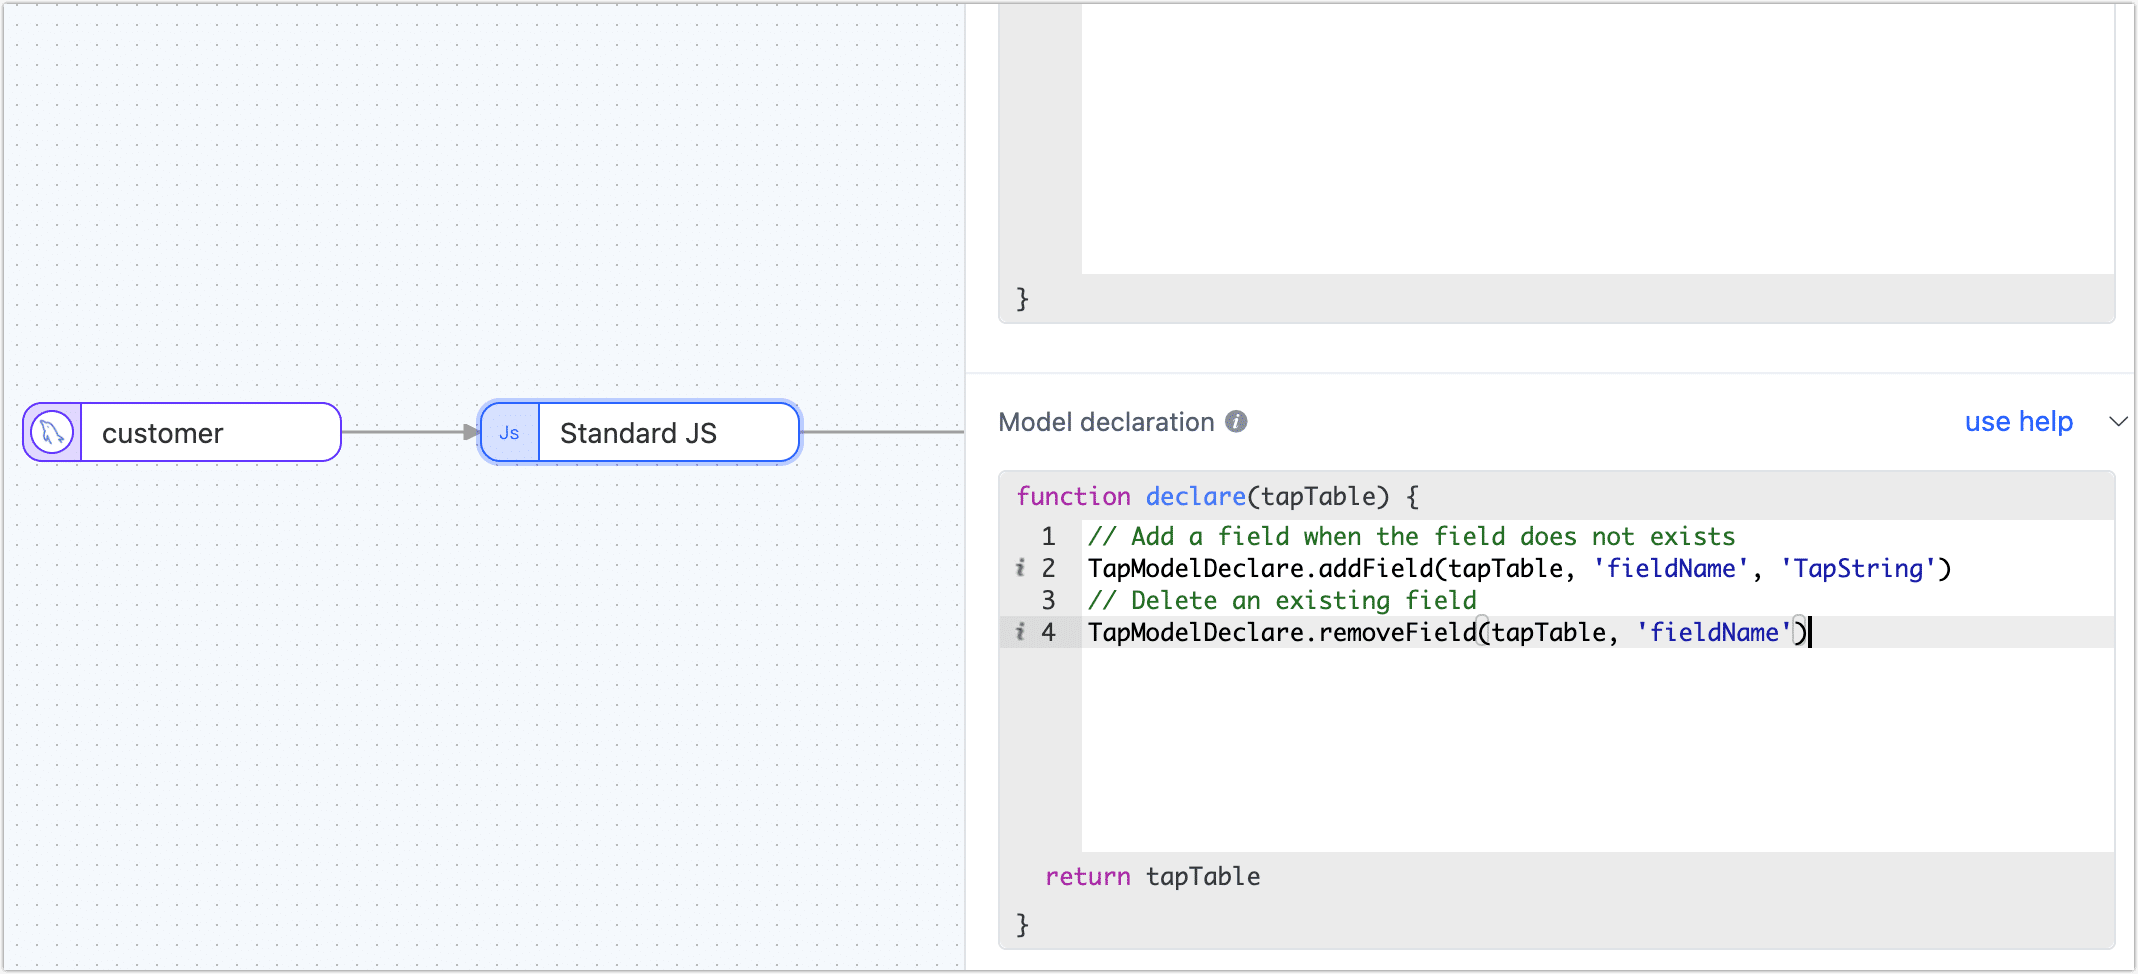 }
customer
Js
Standard JS
Model declaration i
use help
function declare(tapTable) {
1 // Add a field when the field does not exists
i 2 TapModelDeclare.addField(tapTable, 'fieldName', 'TapString')
3 // Delete an existing field
i 4 TapModelDeclare.removeField(tapTable, 'fieldName')
return tapTable
}